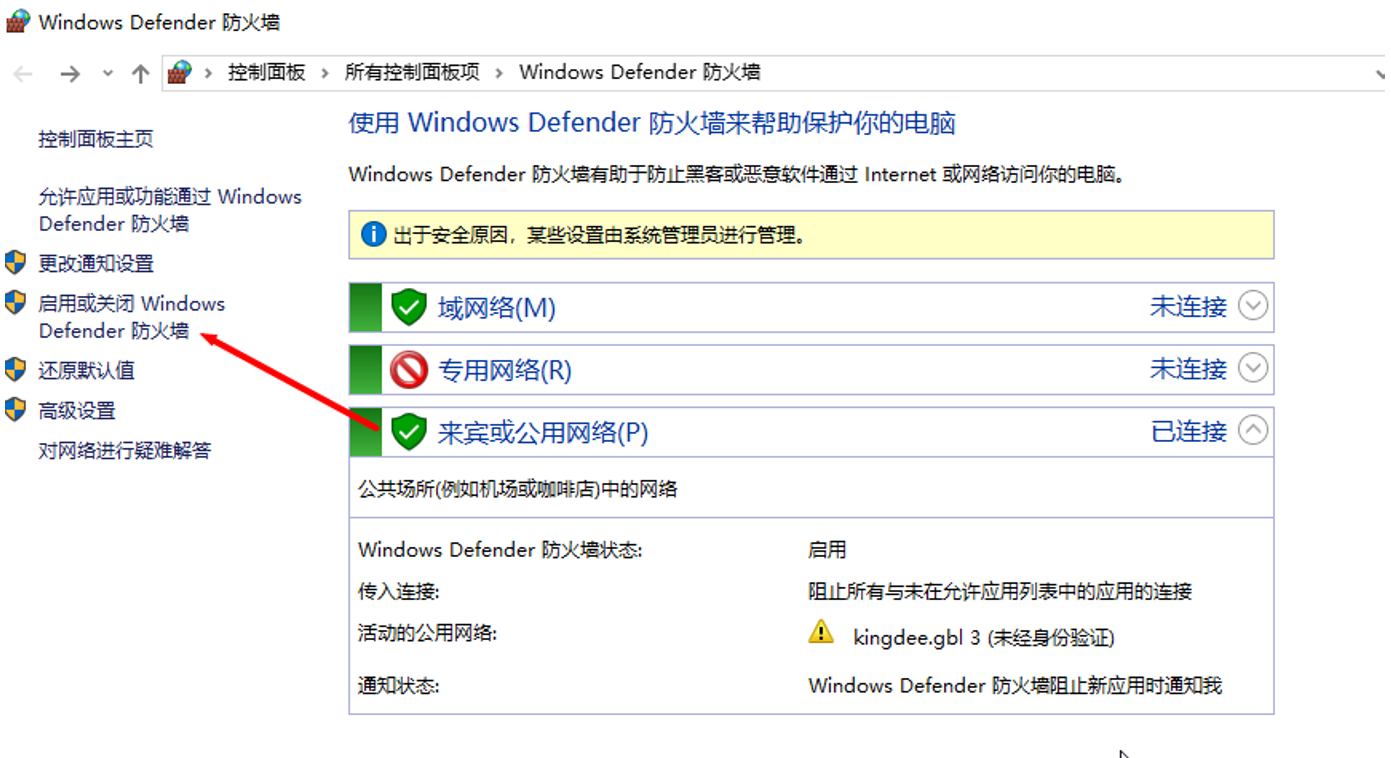 Windows Defender 防火墙
控制面板 › 所有控制面板项 › Windows Defender 防火墙
控制面板主页
允许应用或功能通过 Windows
Defender 防火墙
更改通知设置
启用或关闭 Windows
Defender 防火墙
还原默认值
高级设置
对网络进行疑难解答
使用 Windows Defender 防火墙来帮助保护你的电脑
Windows Defender 防火墙有助于防止黑客或恶意软件通过 Internet 或网络访问你的电脑。
出于安全原因，某些设置由系统管理员进行管理。
域网络(M) 未连接
专用网络(R) 未连接
来宾或公用网络(P) 已连接
公共场所(例如机场或咖啡店)中的网络
Windows Defender 防火墙状态: 启用
传入连接: 阻止所有与未在允许应用列表中的应用的连接
活动的公用网络: kingdee.gbl 3 (未经身份验证)
通知状态: Windows Defender 防火墙阻止新应用时通知我